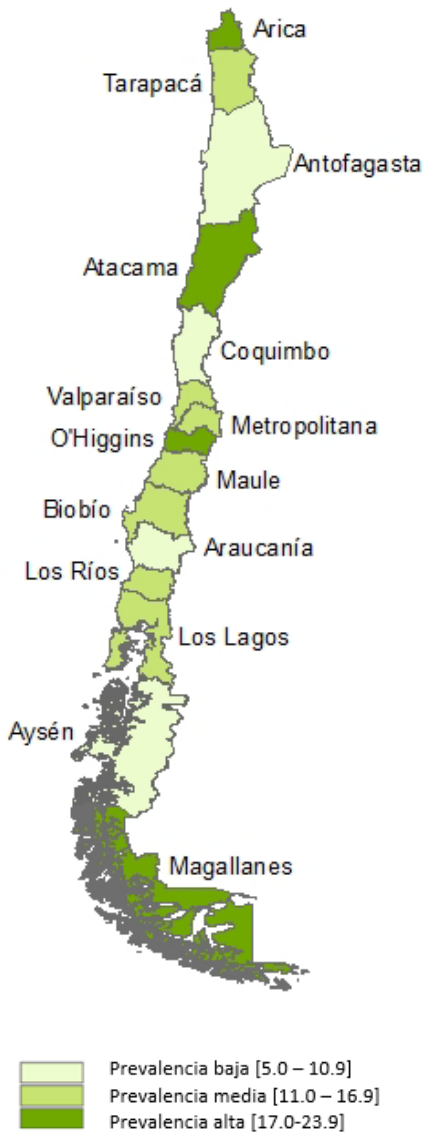 Arica
Tarapacá
Antofagasta
Atacama
Coquimbo
Valparaíso
Metropolitana
O'Higgins
Maule
Biobío
Araucanía
Los Ríos
Los Lagos
Aysén
Magallanes
Prevalencia baja [5.0 – 10.9]
Prevalencia media [11.0 – 16.9]
Prevalencia alta [17.0-23.9]